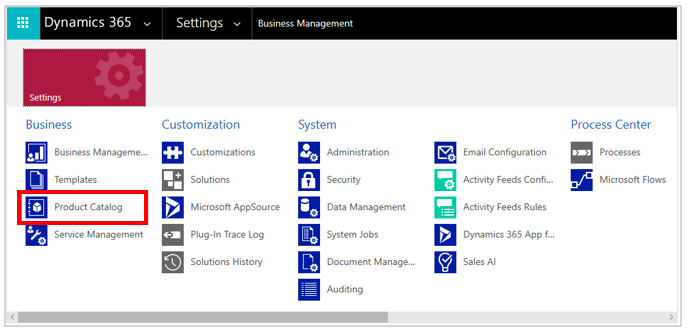 Dynamics 365
Settings
Business Management
Settings
Business
Business Manageme...
Templates
Product Catalog
Service Management
Customization
Customizations
Solutions
Microsoft AppSource
Plug-In Trace Log
Solutions History
System
Administration
Security
Data Management
System Jobs
Document Manage...
Auditing
Email Configuration
Activity Feeds Confi...
Activity Feeds Rules
Dynamics 365 App f...
Sales AI
Process Center
Processes
Microsoft Flows